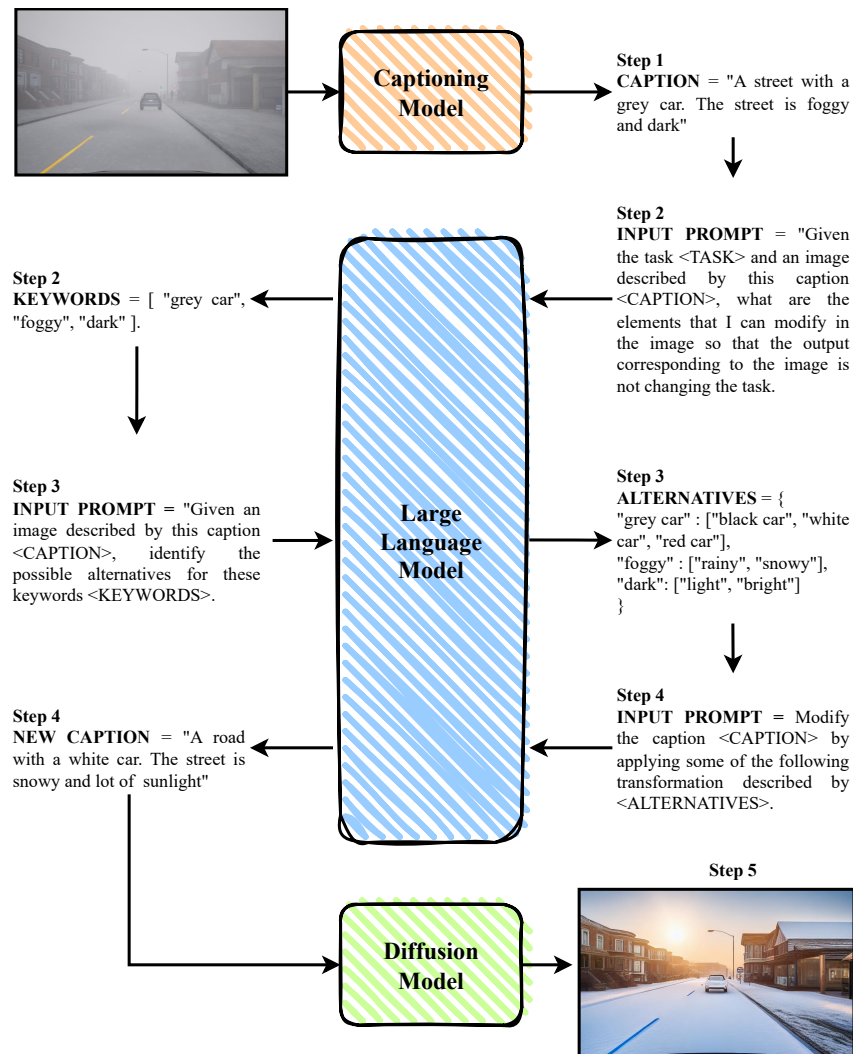 Captioning
Model
Step 1
CAPTION = "A street with a
grey car. The street is foggy
and dark"
Step 2
INPUT PROMPT = "Given
the task <TASK> and an image
described by this caption
<CAPTION>, what are the
elements that I can modify in
the image so that the output
corresponding to the image is
not changing the task.
Step 2
KEYWORDS = [ "grey car",
"foggy", "dark" ].
Step 3
INPUT PROMPT = "Given an
image described by this caption
<CAPTION>, identify the
possible alternatives for these
keywords <KEYWORDS>.
Large
Language
Model
Step 3
ALTERNATIVES = {
"grey car" : ["black car", "white
car", "red car"],
"foggy" : ["rainy", "snowy"],
"dark": ["light", "bright"]
}
Step 4
INPUT PROMPT = Modify
the caption <CAPTION> by
applying some of the following
transformation described by
<ALTERNATIVES>.
Step 4
NEW CAPTION = "A road
with a white car. The street is
snowy and lot of sunlight"
Diffusion
Model
Step 5